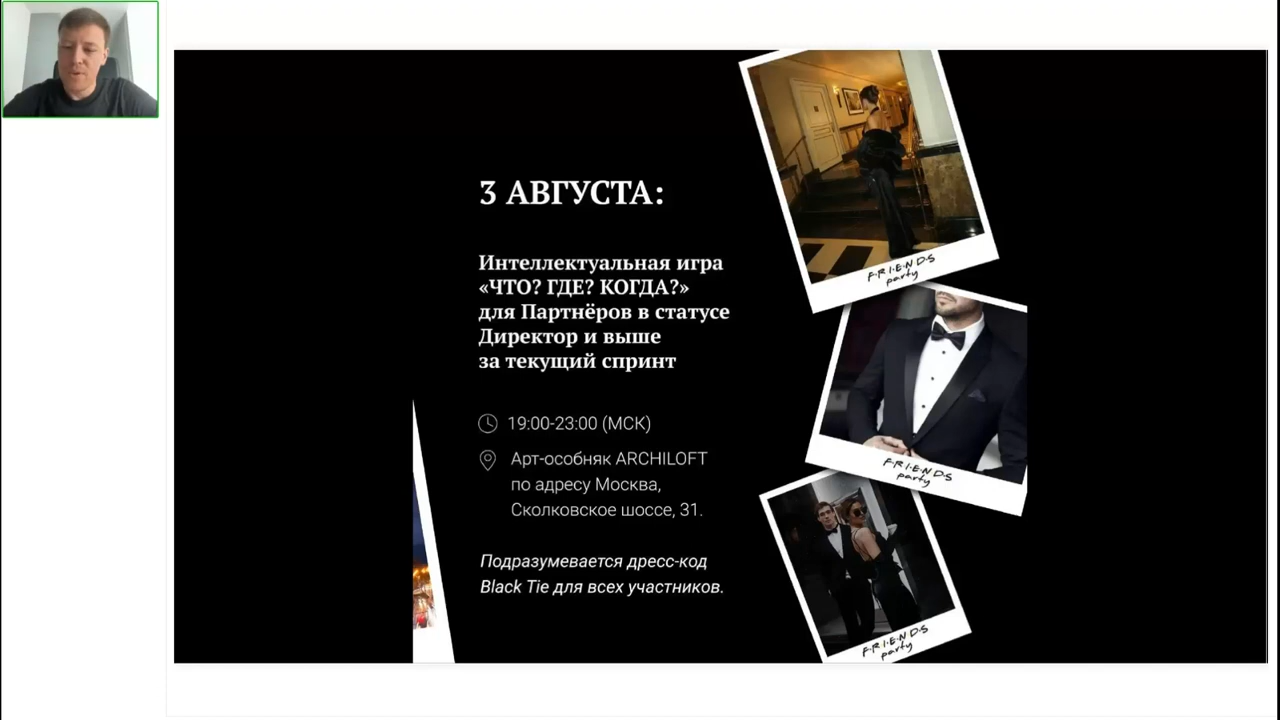 3 АВГУСТА:
Интеллектуальная игра
«ЧТО? ГДЕ? КОГДА?»
для Партнёров в статусе
Директор и выше
за текущий спринт
19:00-23:00 (МСК)
Арт-особняк ARCHILOFT
по адресу Москва,
Сколковское шоссе, 31.
Подразумевается дресс-код
Black Tie для всех участников.
F·R·I·E·N·D·S
party
F·R·I·E·N·D·S
party
F·R·I·E·N·D·S
party